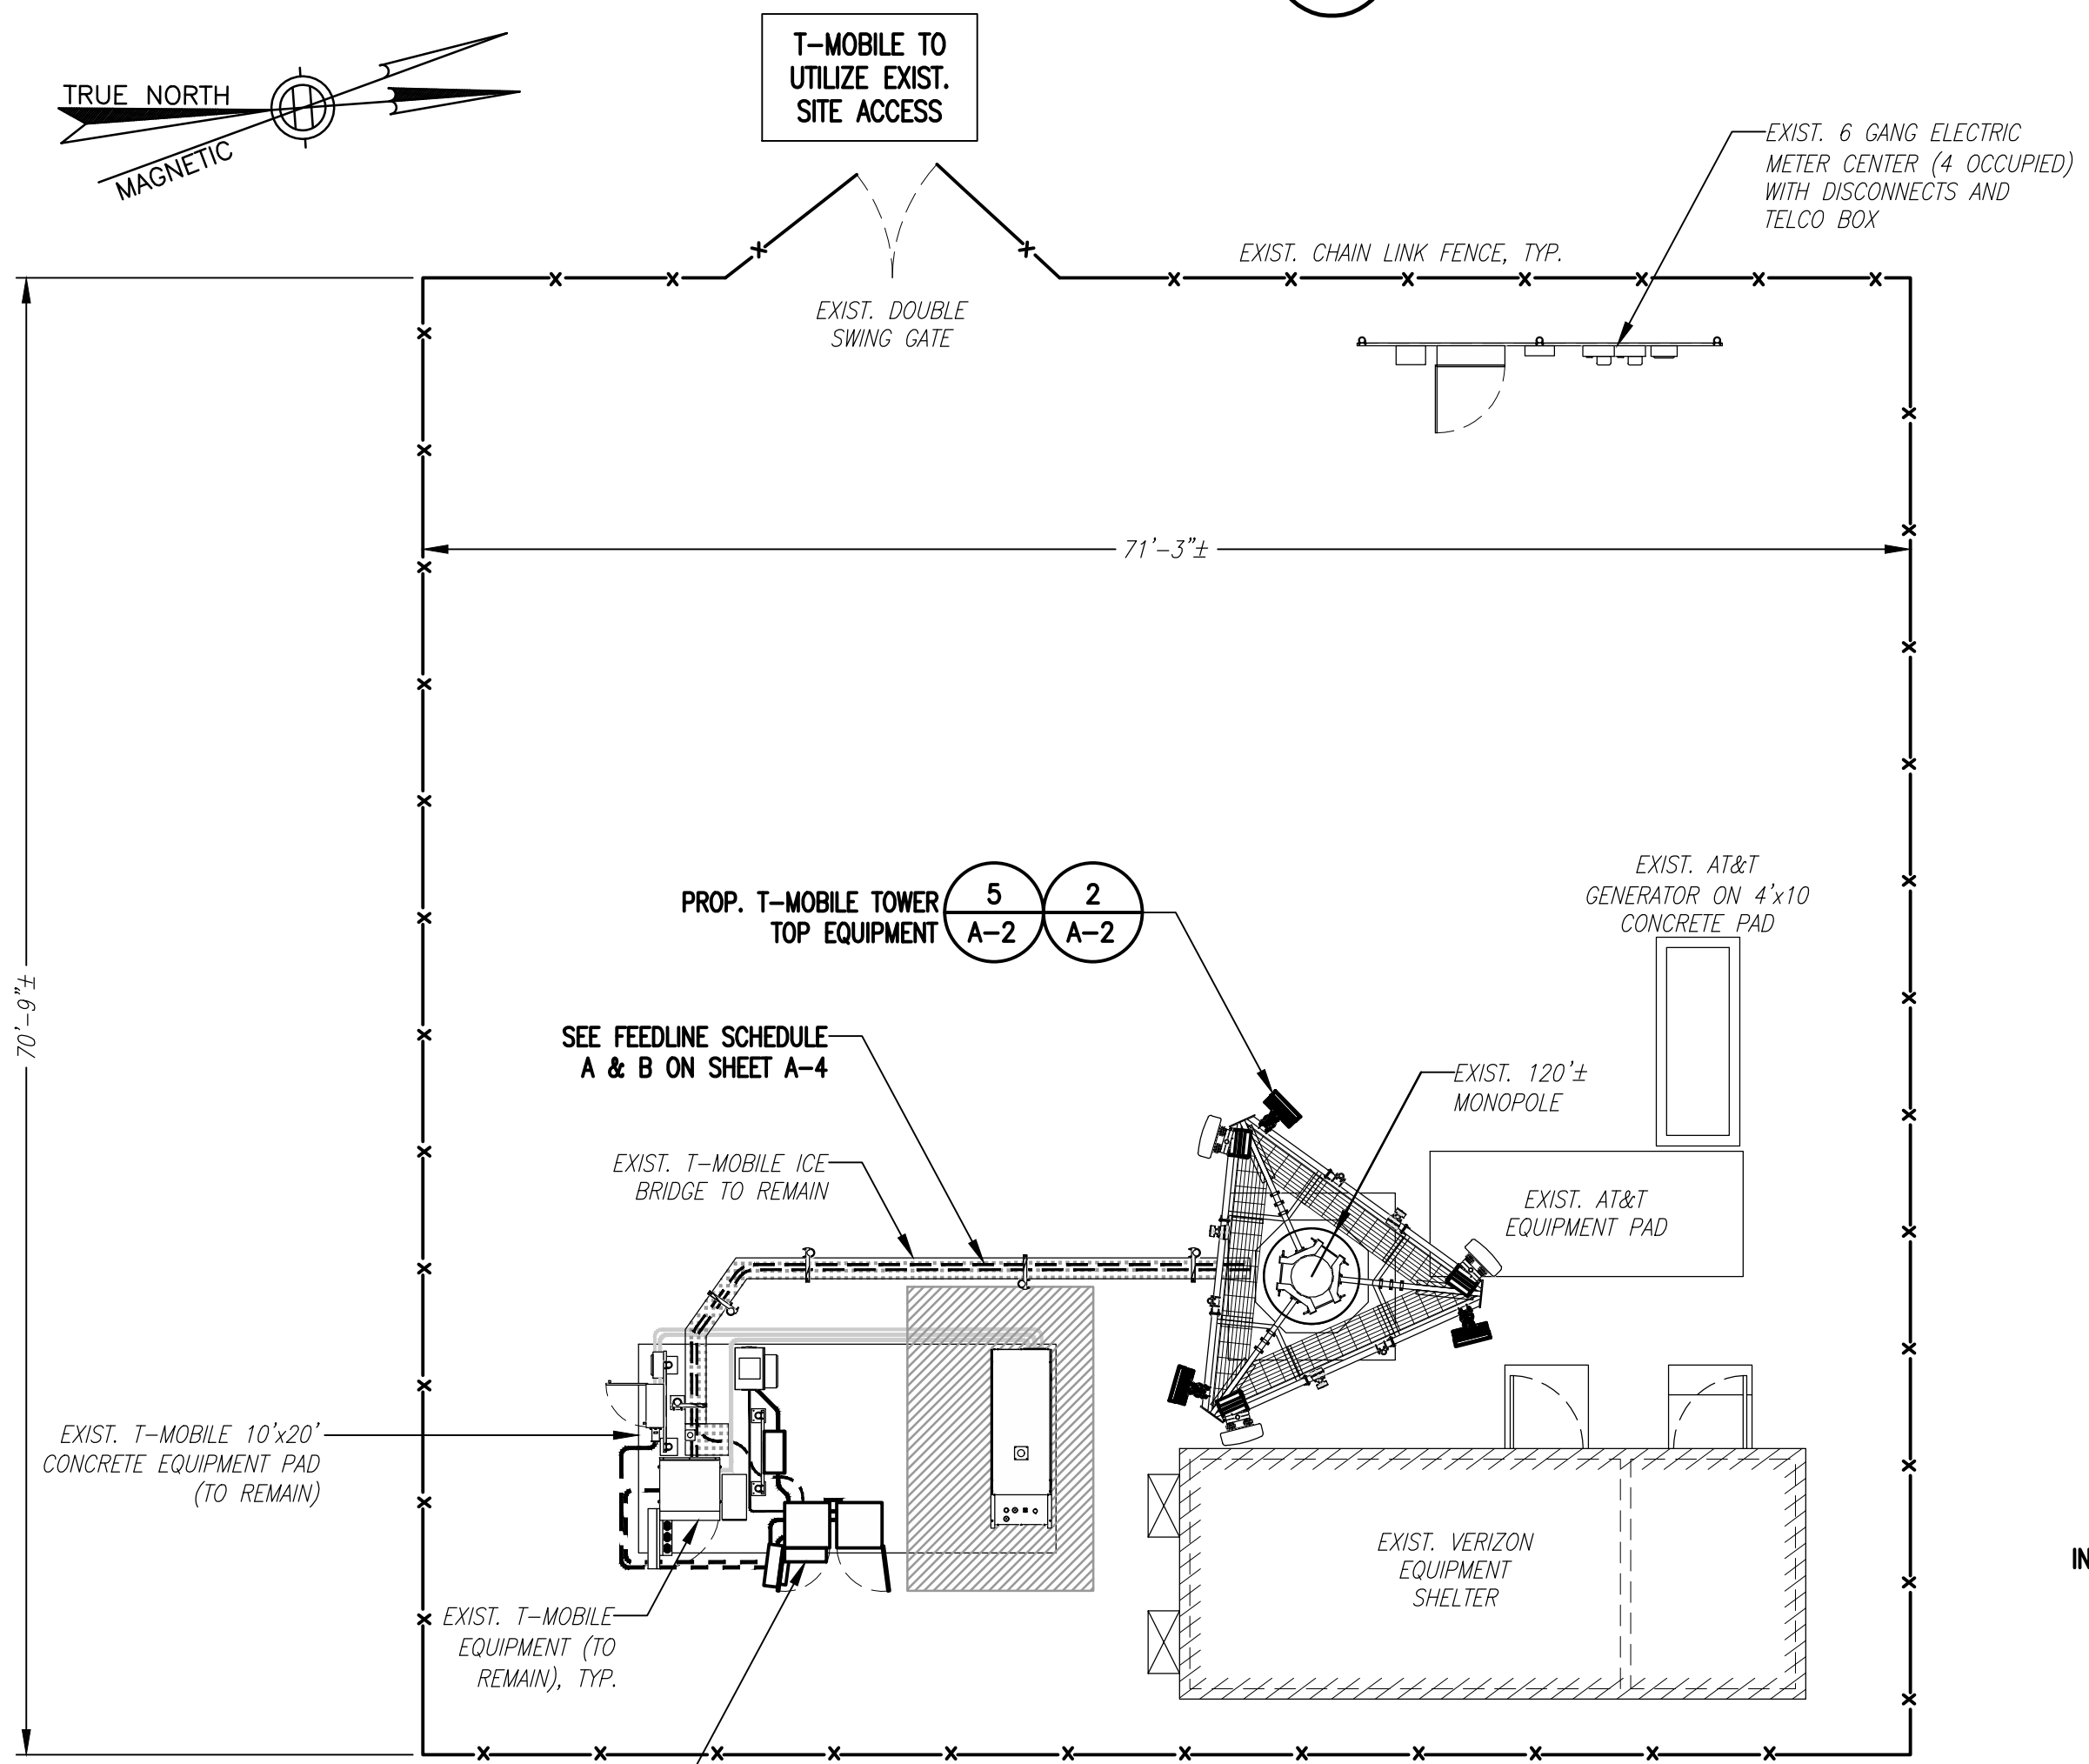 T-MOBILE TO
UTILIZE EXIST.
SITE ACCESS
TRUE NORTH
MAGNETIC
EXIST. 6 GANG ELECTRIC
METER CENTER (4 OCCUPIED)
WITH DISCONNECTS AND
TELCO BOX
EXIST. CHAIN LINK FENCE, TYP.
EXIST. DOUBLE
SWING GATE
71'-3"±
70'-9"±
PROP. T-MOBILE TOWER
TOP EQUIPMENT
5
A-2
2
A-2
EXIST. AT&T
GENERATOR ON 4'x10
CONCRETE PAD
SEE FEEDLINE SCHEDULE
A & B ON SHEET A-4
EXIST. 120'±
MONOPOLE
EXIST. T-MOBILE ICE
BRIDGE TO REMAIN
EXIST. AT&T
EQUIPMENT PAD
EXIST. T-MOBILE 10'x20'
CONCRETE EQUIPMENT PAD
(TO REMAIN)
EXIST. VERIZON
EQUIPMENT
SHELTER
IN
EXIST. T-MOBILE
EQUIPMENT (TO
REMAIN), TYP.